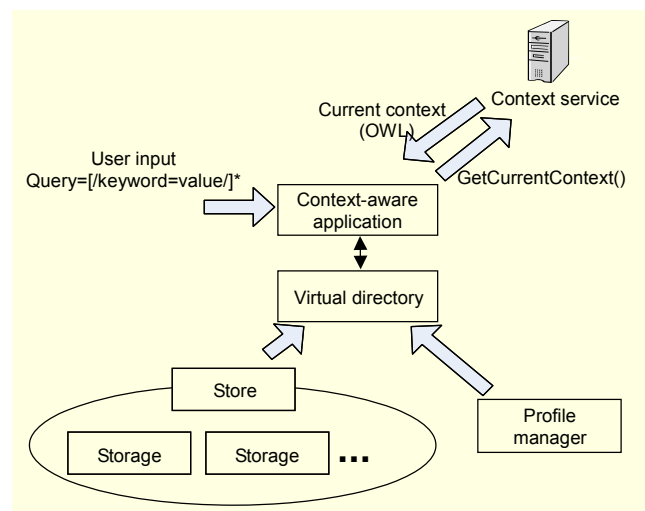 Context service
Current context
(OWL)
GetCurrentContext()
User input
Query=[/keyword=value/]*
Context-aware
application
Virtual directory
Store
Storage
Storage
...
Profile
manager